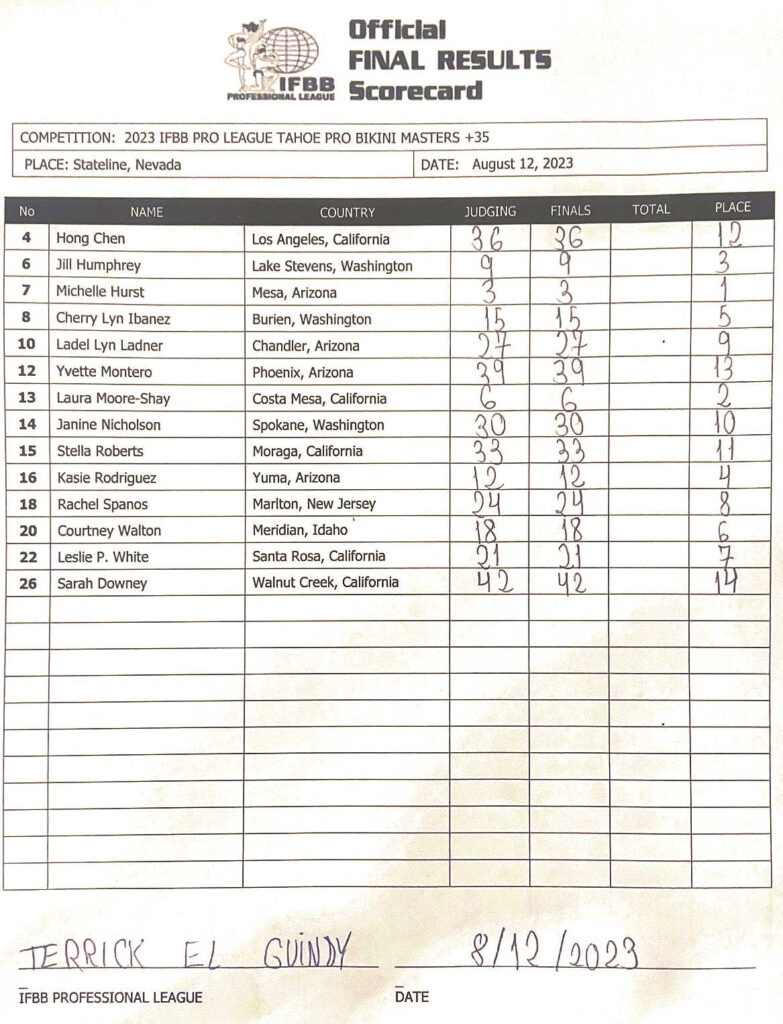 Official
FINAL RESULTS
Scorecard
IFBB
PROFESSIONAL LEAGUE
COMPETITION: 2023 IFBB PRO LEAGUE TAHOE PRO BIKINI MASTERS +35
PLACE: Stateline, Nevada DATE: August 12, 2023
No NAME COUNTRY JUDGING FINALS TOTAL PLACE
4 Hong Chen Los Angeles, California 36 36 12
6 Jill Humphrey Lake Stevens, Washington 9 9 3
7 Michelle Hurst Mesa, Arizona 3 3 1
8 Cherry Lyn Ibanez Burien, Washington 15 15 5
10 Ladel Lyn Ladner Chandler, Arizona 27 27 9
12 Yvette Montero Phoenix, Arizona 39 39 13
13 Laura Moore-Shay Costa Mesa, California 6 6 2
14 Janine Nicholson Spokane, Washington 30 30 10
15 Stella Roberts Moraga, California 33 33 11
16 Kasie Rodriguez Yuma, Arizona 12 12 4
18 Rachel Spanos Marlton, New Jersey 24 24 8
20 Courtney Walton Meridian, Idaho 18 18 6
22 Leslie P. White Santa Rosa, California 21 21 7
26 Sarah Downey Walnut Creek, California 42 42 14
TERRICK EL GUINDY 8/12/2023
IFBB PROFESSIONAL LEAGUE DATE